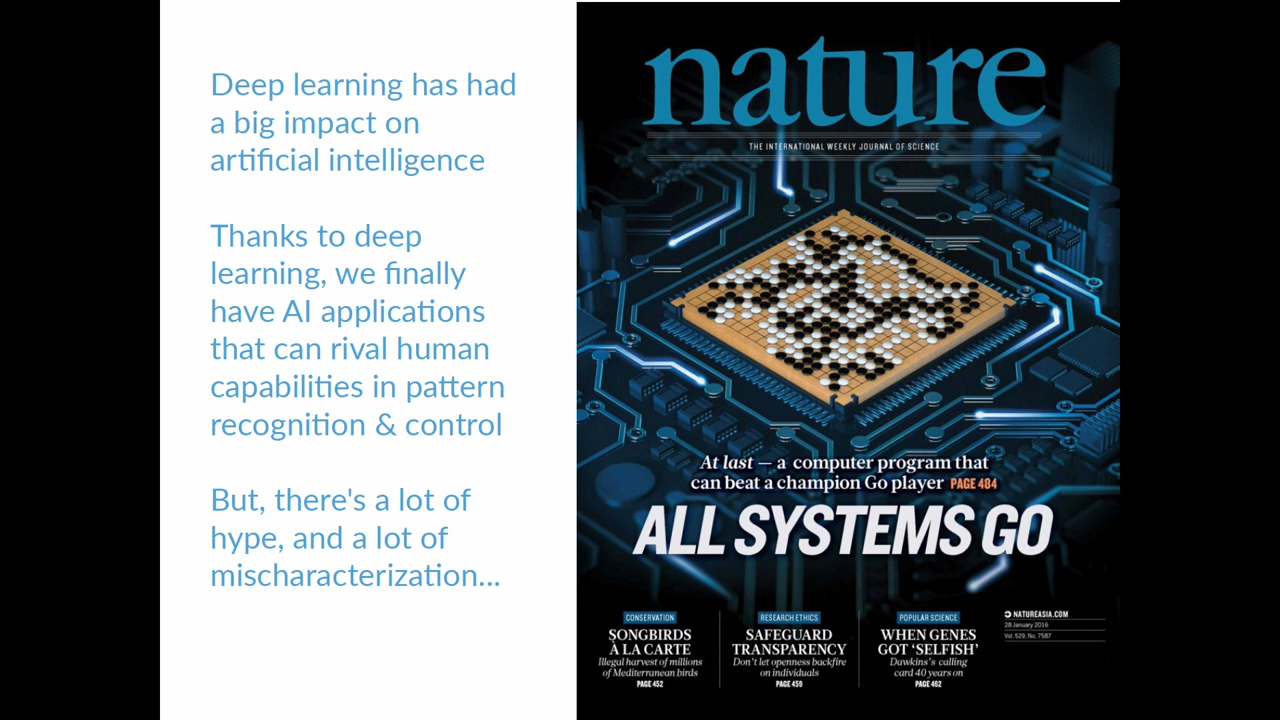 Deep learning has had
a big impact on
artificial intelligence
Thanks to deep
learning, we finally
have AI applications
that can rival human
capabilities in pattern
recognition & control
But, there's a lot of
hype, and a lot of
mischaracterization...
nature
THE INTERNATIONAL WEEKLY JOURNAL OF SCIENCE
At last — a computer program that
can beat a champion Go player PAGE 484
ALL SYSTEMS GO
CONSERVATION
SONGBIRDS
À LA CARTE
Illegal harvest of millions
of Mediterranean birds
PAGE 452
RESEARCH ETHICS
SAFEGUARD
TRANSPARENCY
Don't let openness backfire
on individuals
PAGE 459
POPULAR SCIENCE
WHEN GENES
GOT ‘SELFISH’
Dawkins's calling
card 40 years on
PAGE 462
NATUREASIA.COM
28 January 2016
Vol. 529, No. 7587